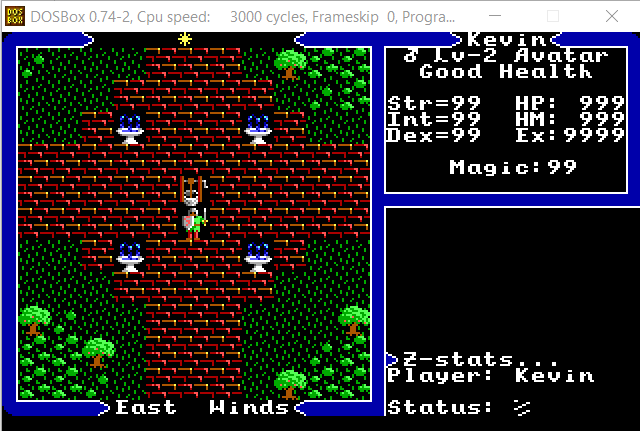 DOSBox 0.74-2, Cpu speed: 3000 cycles, Frameskip 0, Progra...
Kevin
♂ Lv-2 Avatar
Good Health
Str=99 HP: 999
Int=99 HM: 999
Dex=99 Ex:9999
Magic:99
Z-stats...
Player: Kevin
Status:
East Winds